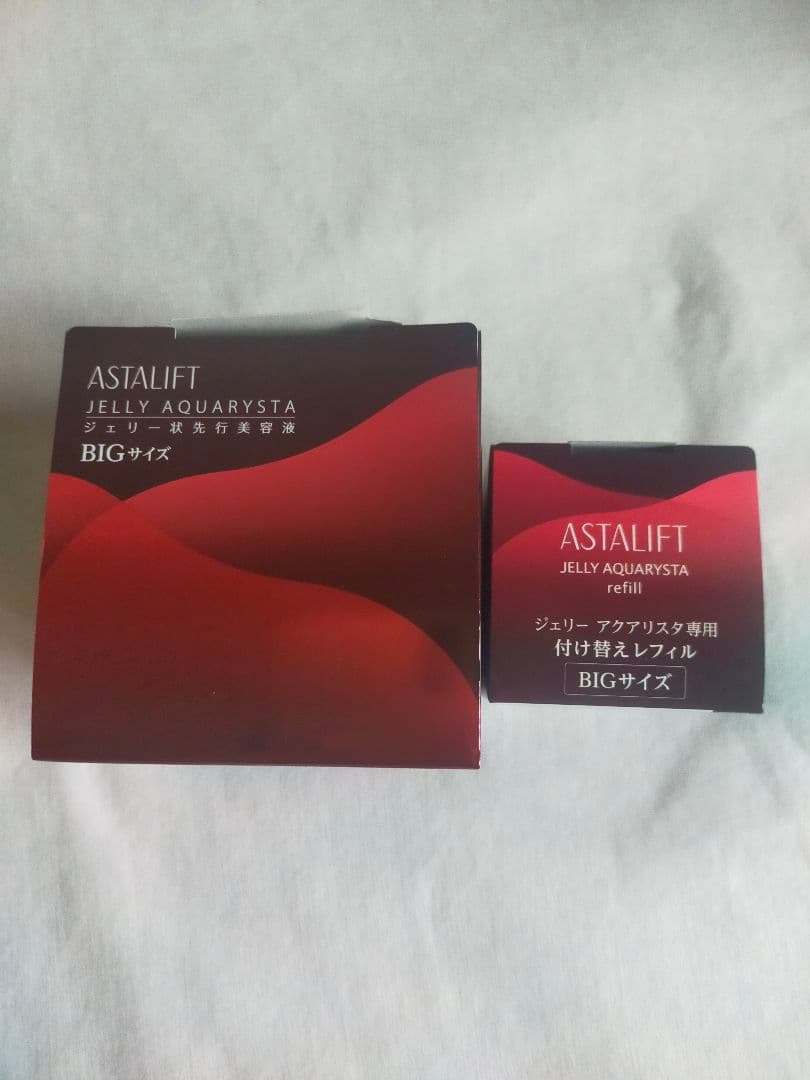 ASTALIFT
JELLY AQUARYSTA
ジェリー状先行美容液
BIGサイズ
ASTALIFT
JELLY AQUARYSTA
refill
ジェリー アクアリスタ専用
付け替えレフィル
BIGサイズ